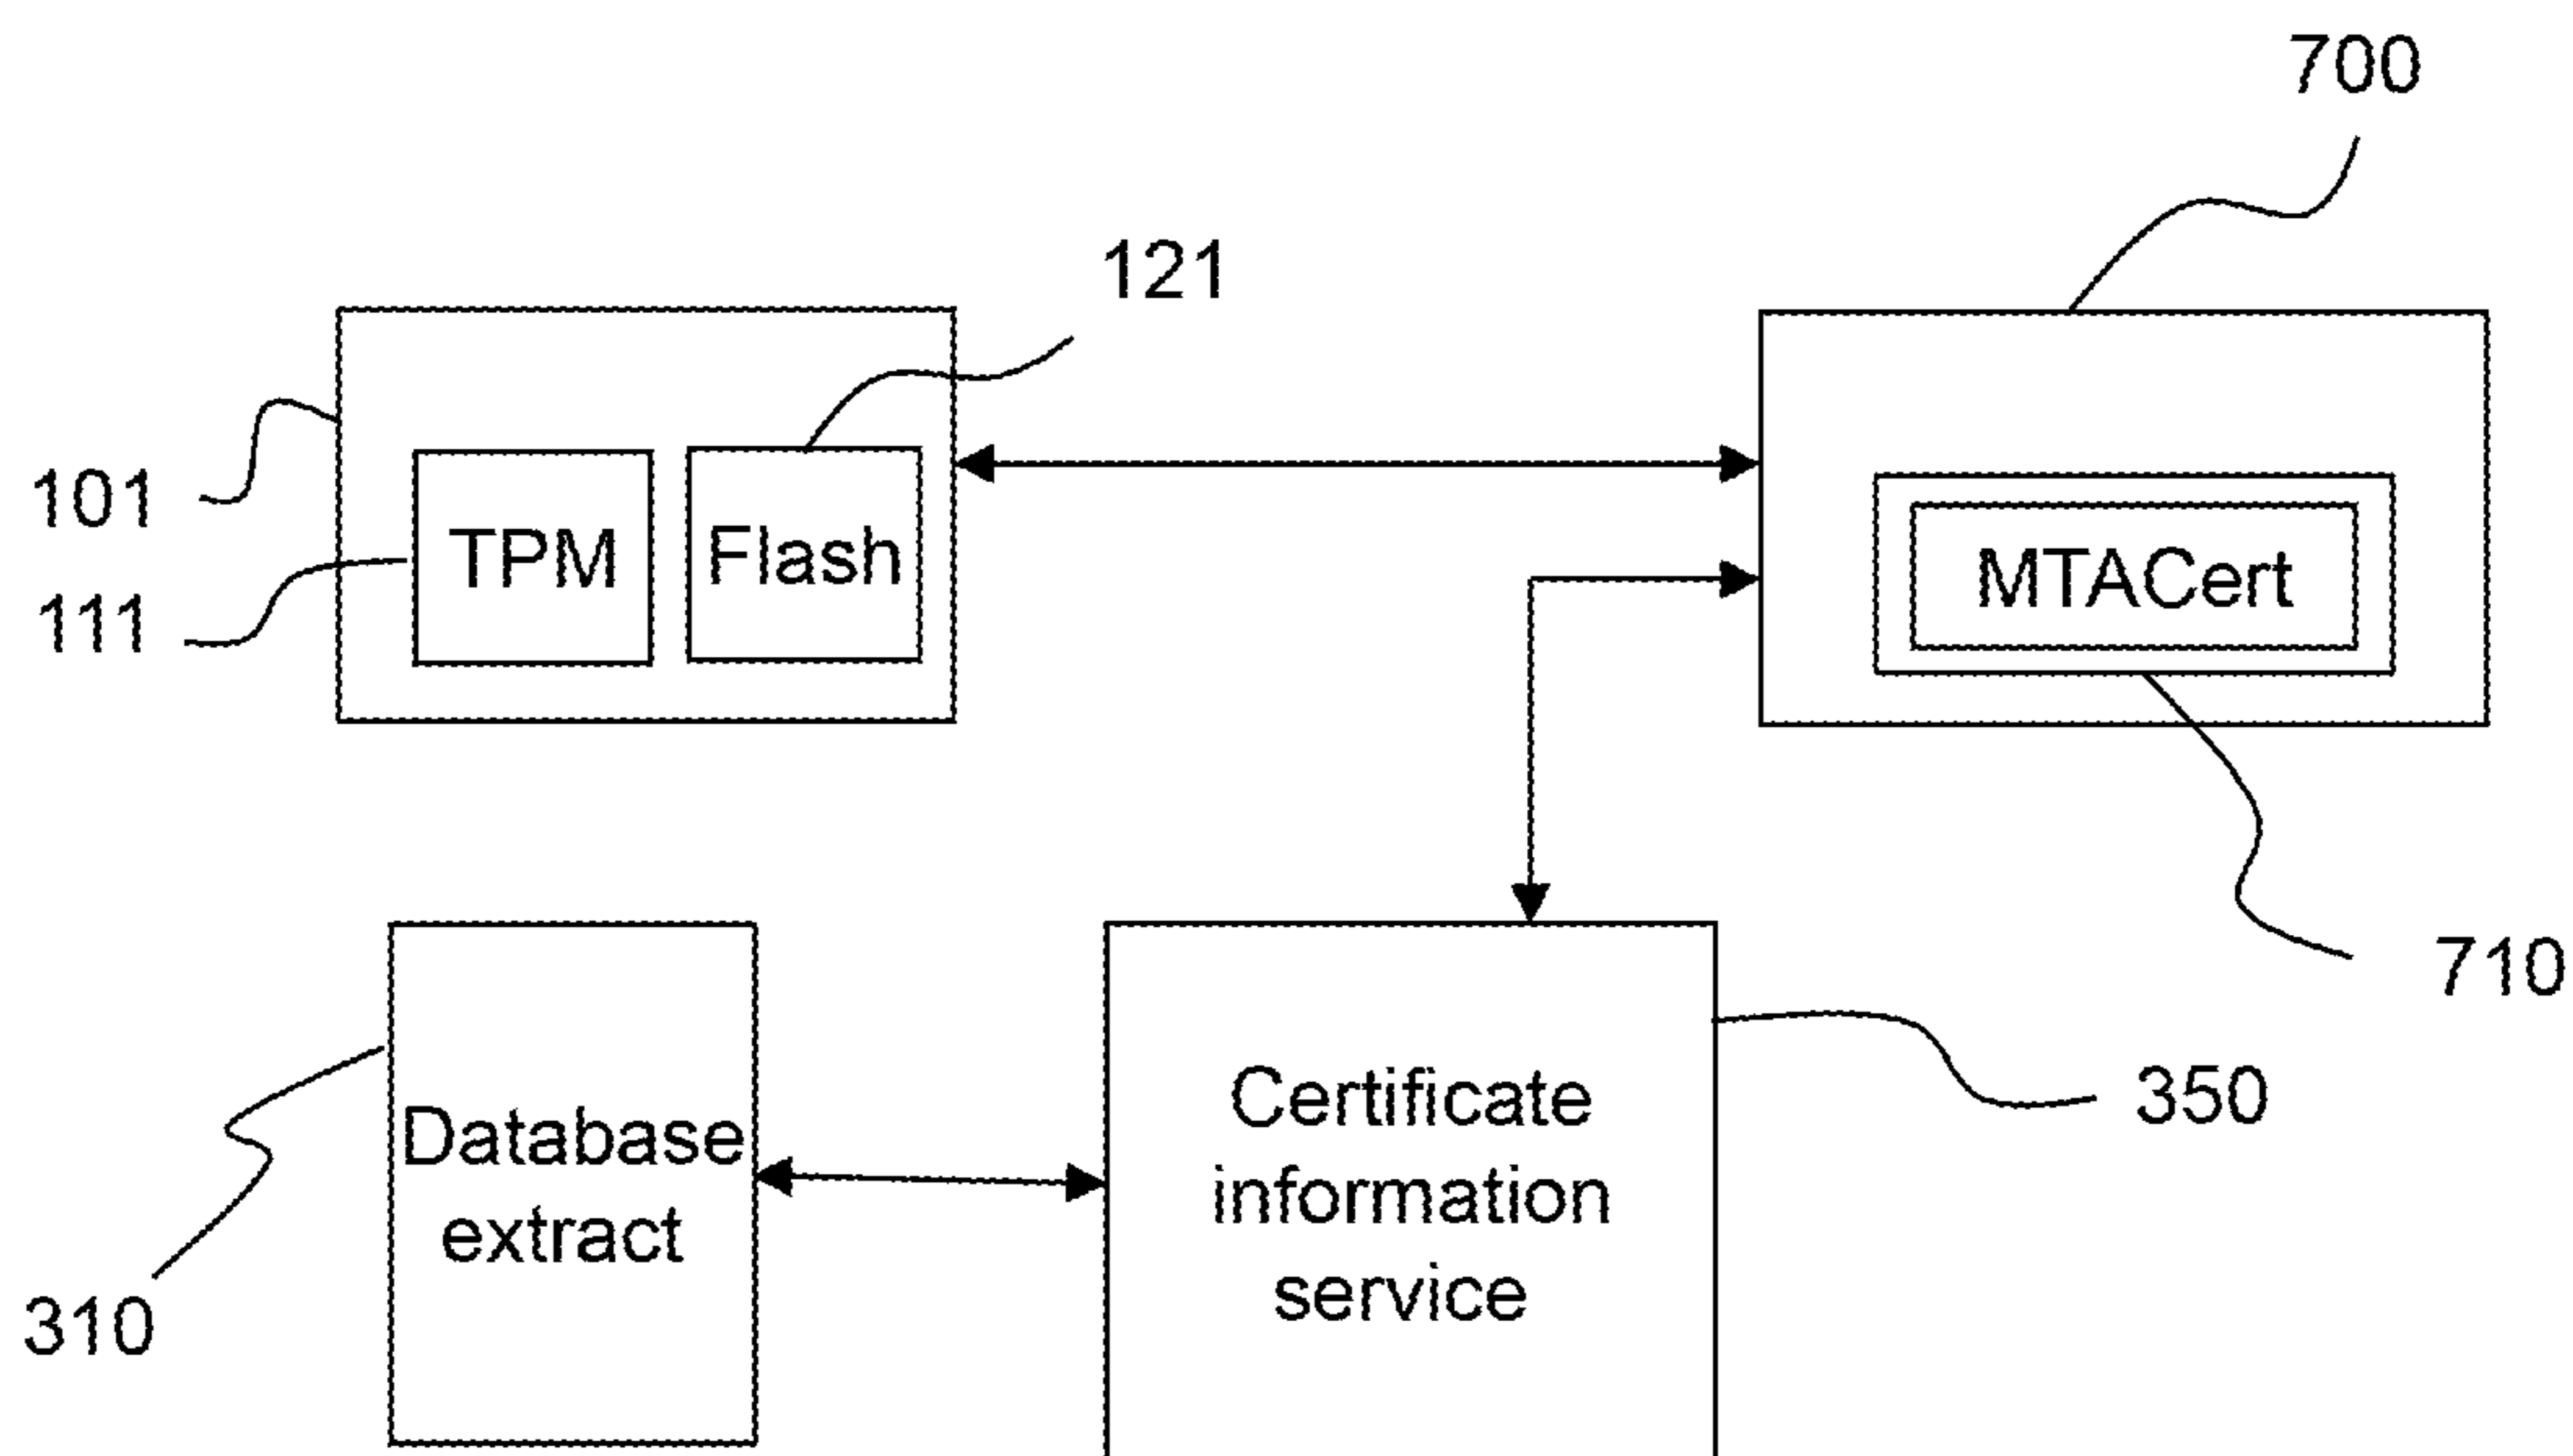 700
121
101
TPM
Flash
MTACert
111
710
Database
extract
Certificate
information
service
350
310